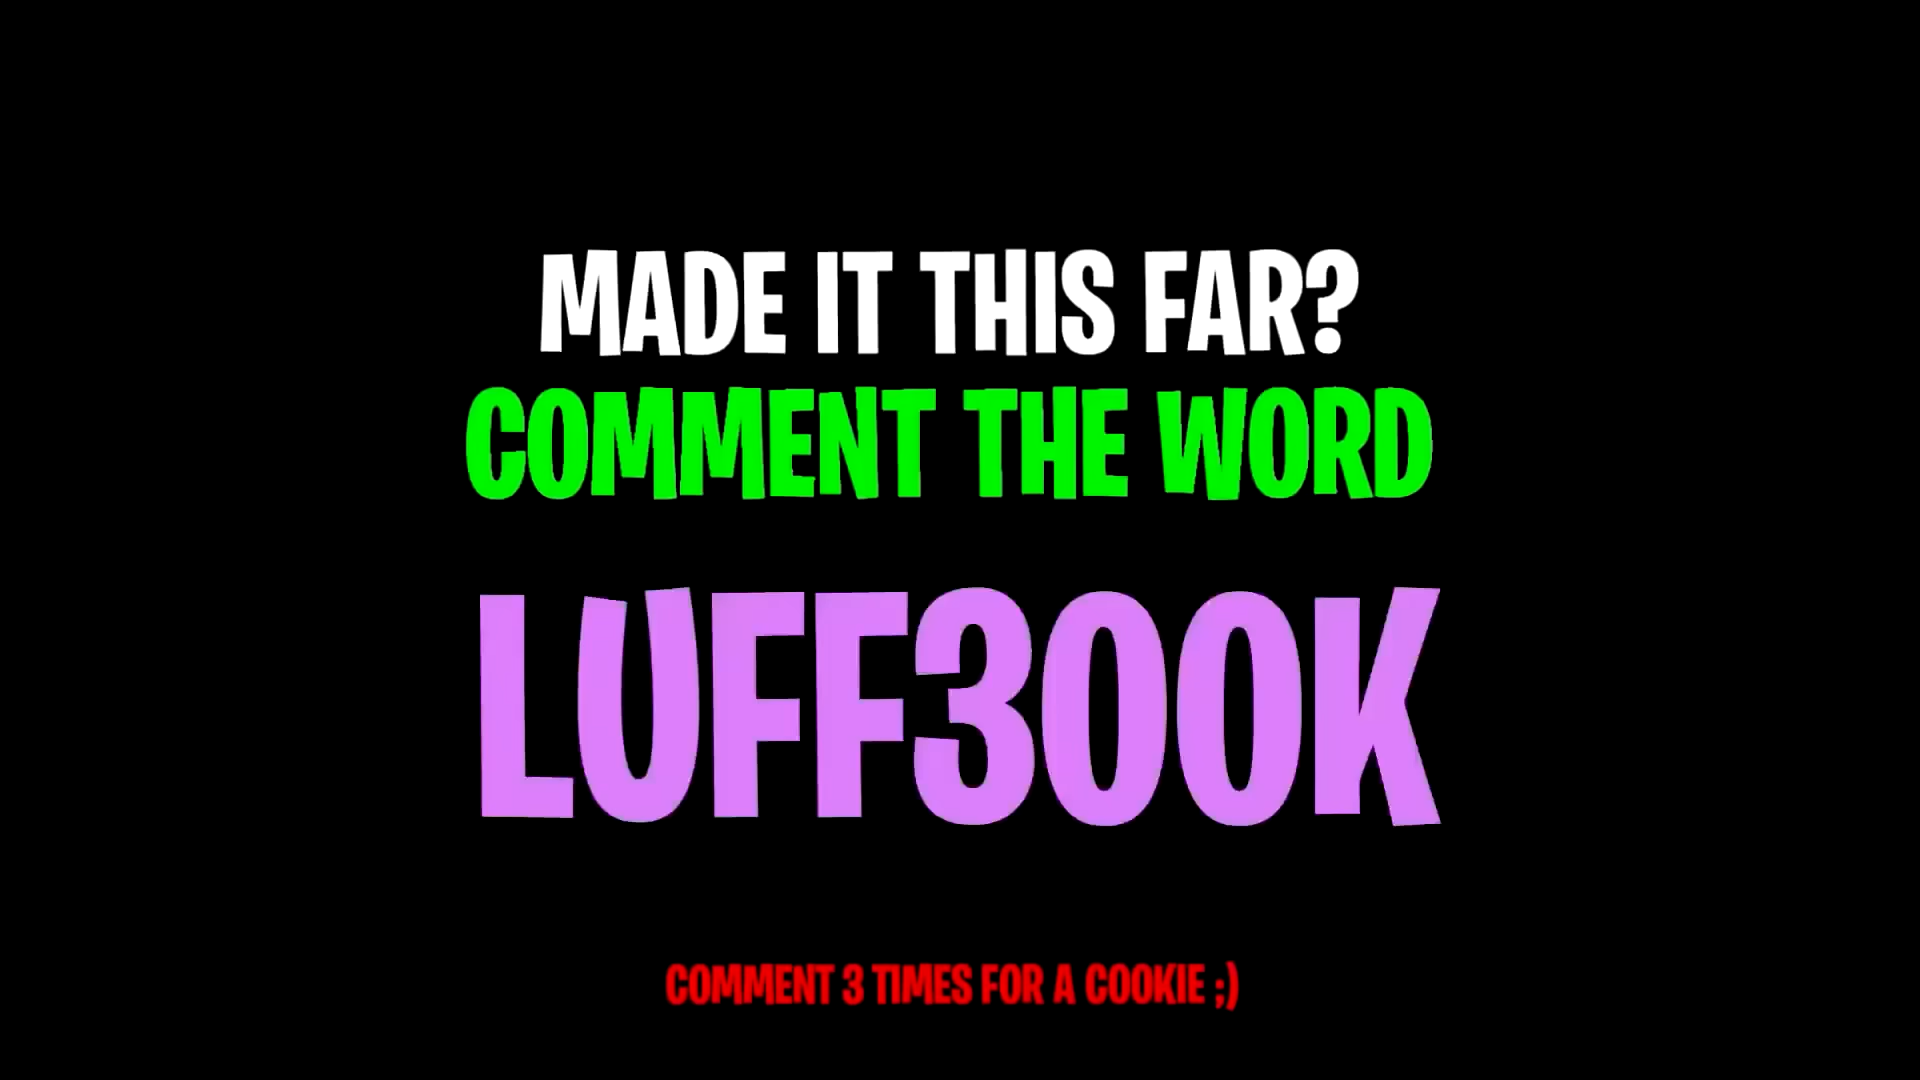 MADE IT THIS FAR?
COMMENT THE WORD
LUFF300K
COMMENT 3 TIMES FOR A COOKIE ;)